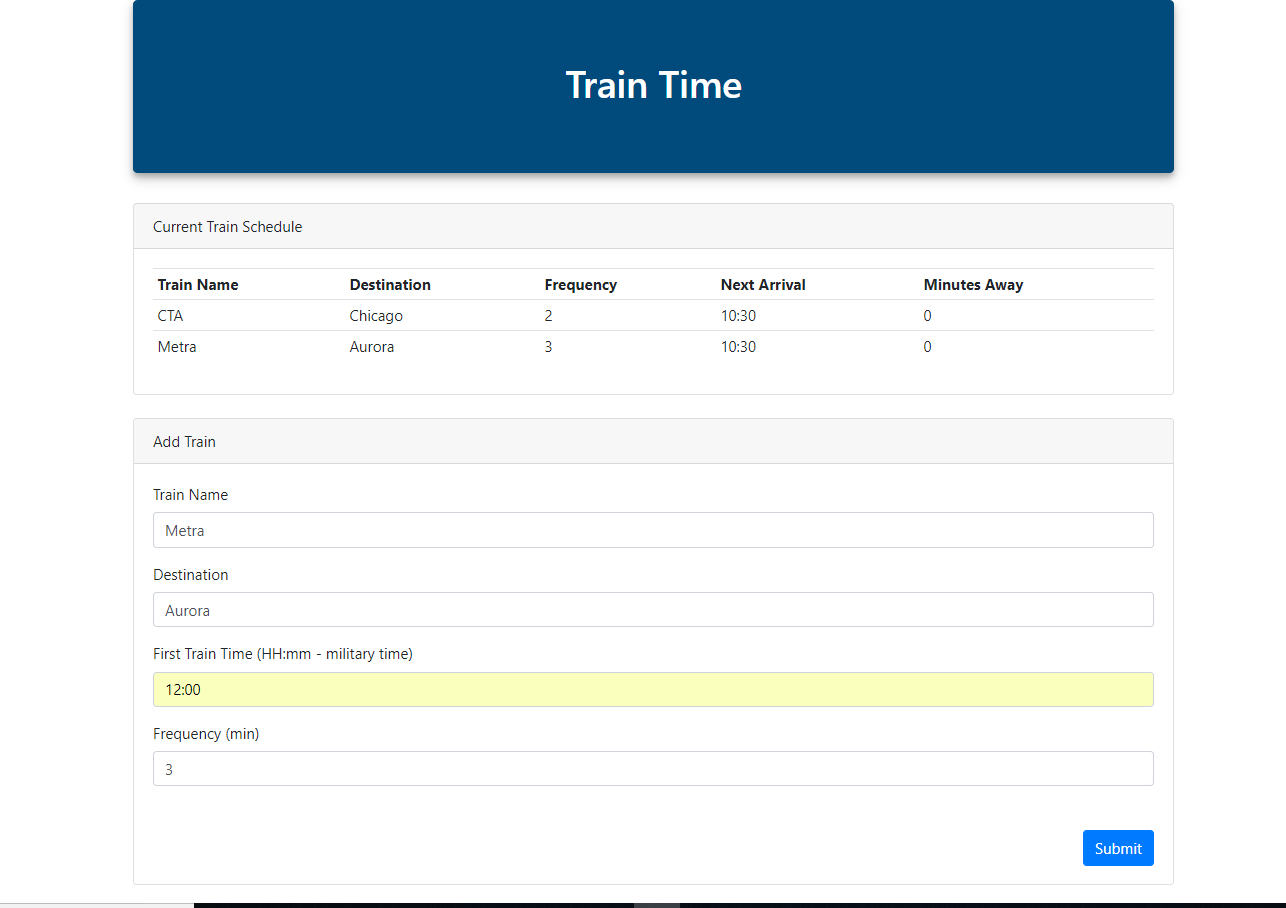 Train Time
Current Train Schedule
Train Name Destination Frequency Next Arrival Minutes Away
CTA Chicago 2 10:30 0
Metra Aurora 3 10:30 0
Add Train
Train Name
Metra
Destination
Aurora
First Train Time (HH:mm - military time)
12:00
Frequency (min)
3
Submit